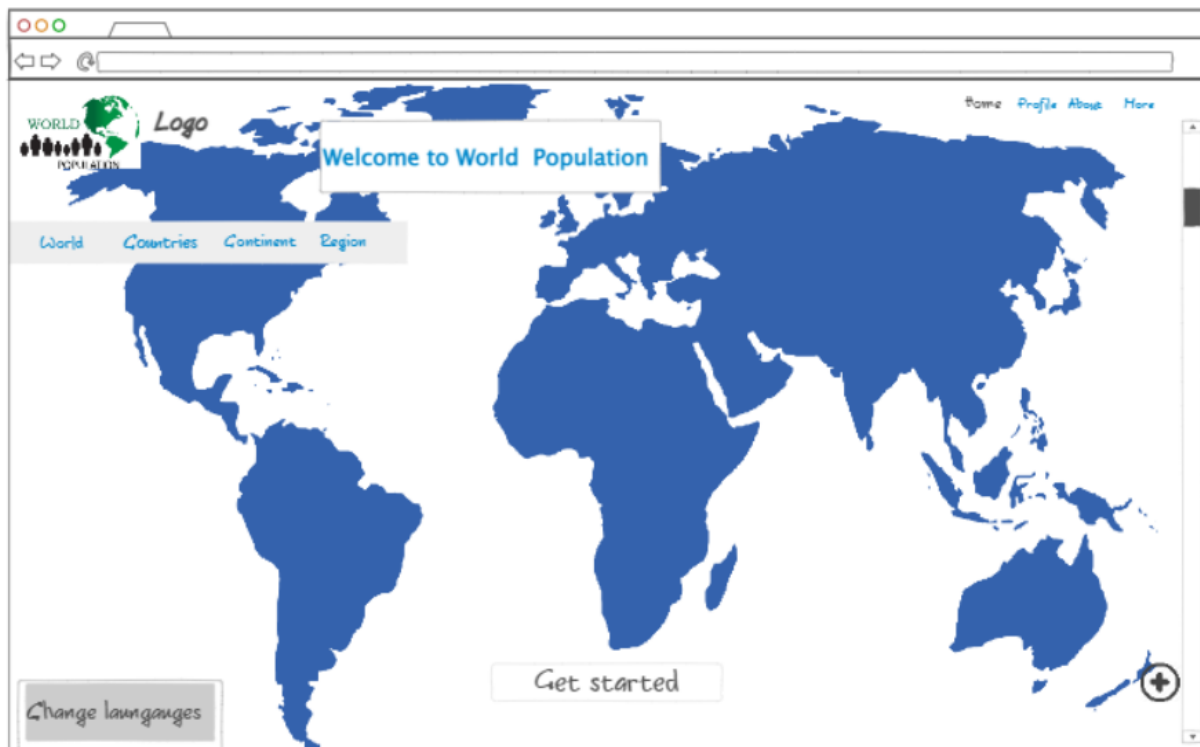 Home Profile About More
WORLD
POPULATION
Logo
Welcome to World Population
World Countries Continent Region
Get started
Change laungauges